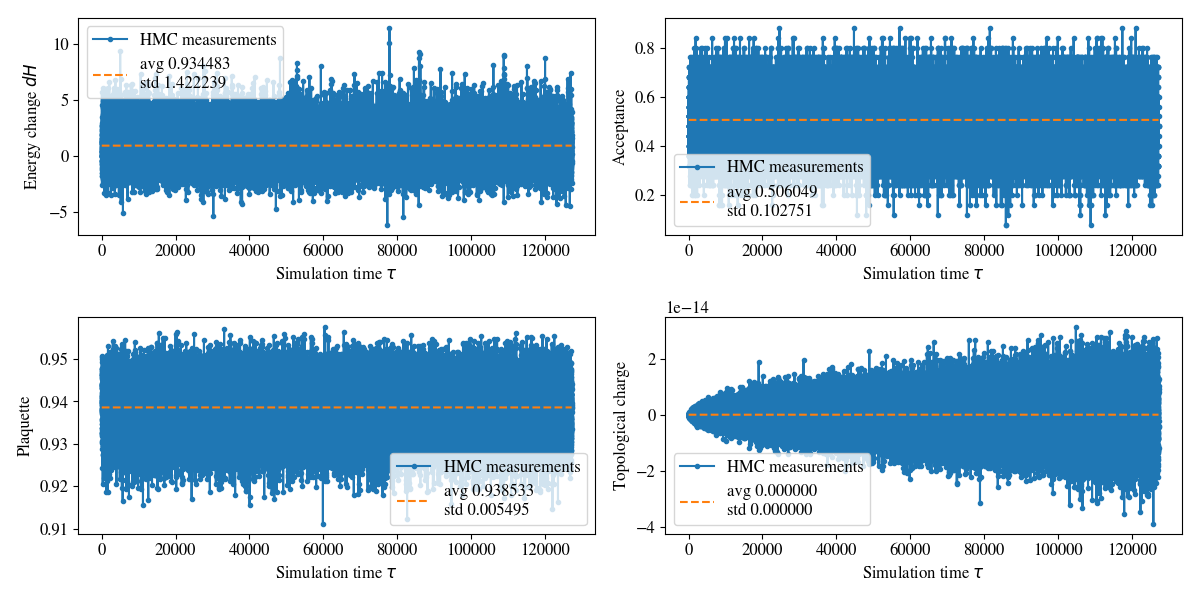 Energy change dH
10
5
0
−5
HMC measurements
avg 0.934483
std 1.422239
0
20000
40000
60000
80000
100000
120000
Simulation time τ
Acceptance
0.8
0.6
0.4
0.2
HMC measurements
avg 0.506049
std 0.102751
0
20000
40000
60000
80000
100000
120000
Simulation time τ
Plaquette
0.95
0.94
0.93
0.92
0.91
HMC measurements
avg 0.938533
std 0.005495
0
20000
40000
60000
80000
100000
120000
Simulation time τ
1e−14
Topological charge
2
0
−2
−4
HMC measurements
avg 0.000000
std 0.000000
0
20000
40000
60000
80000
100000
120000
Simulation time τ